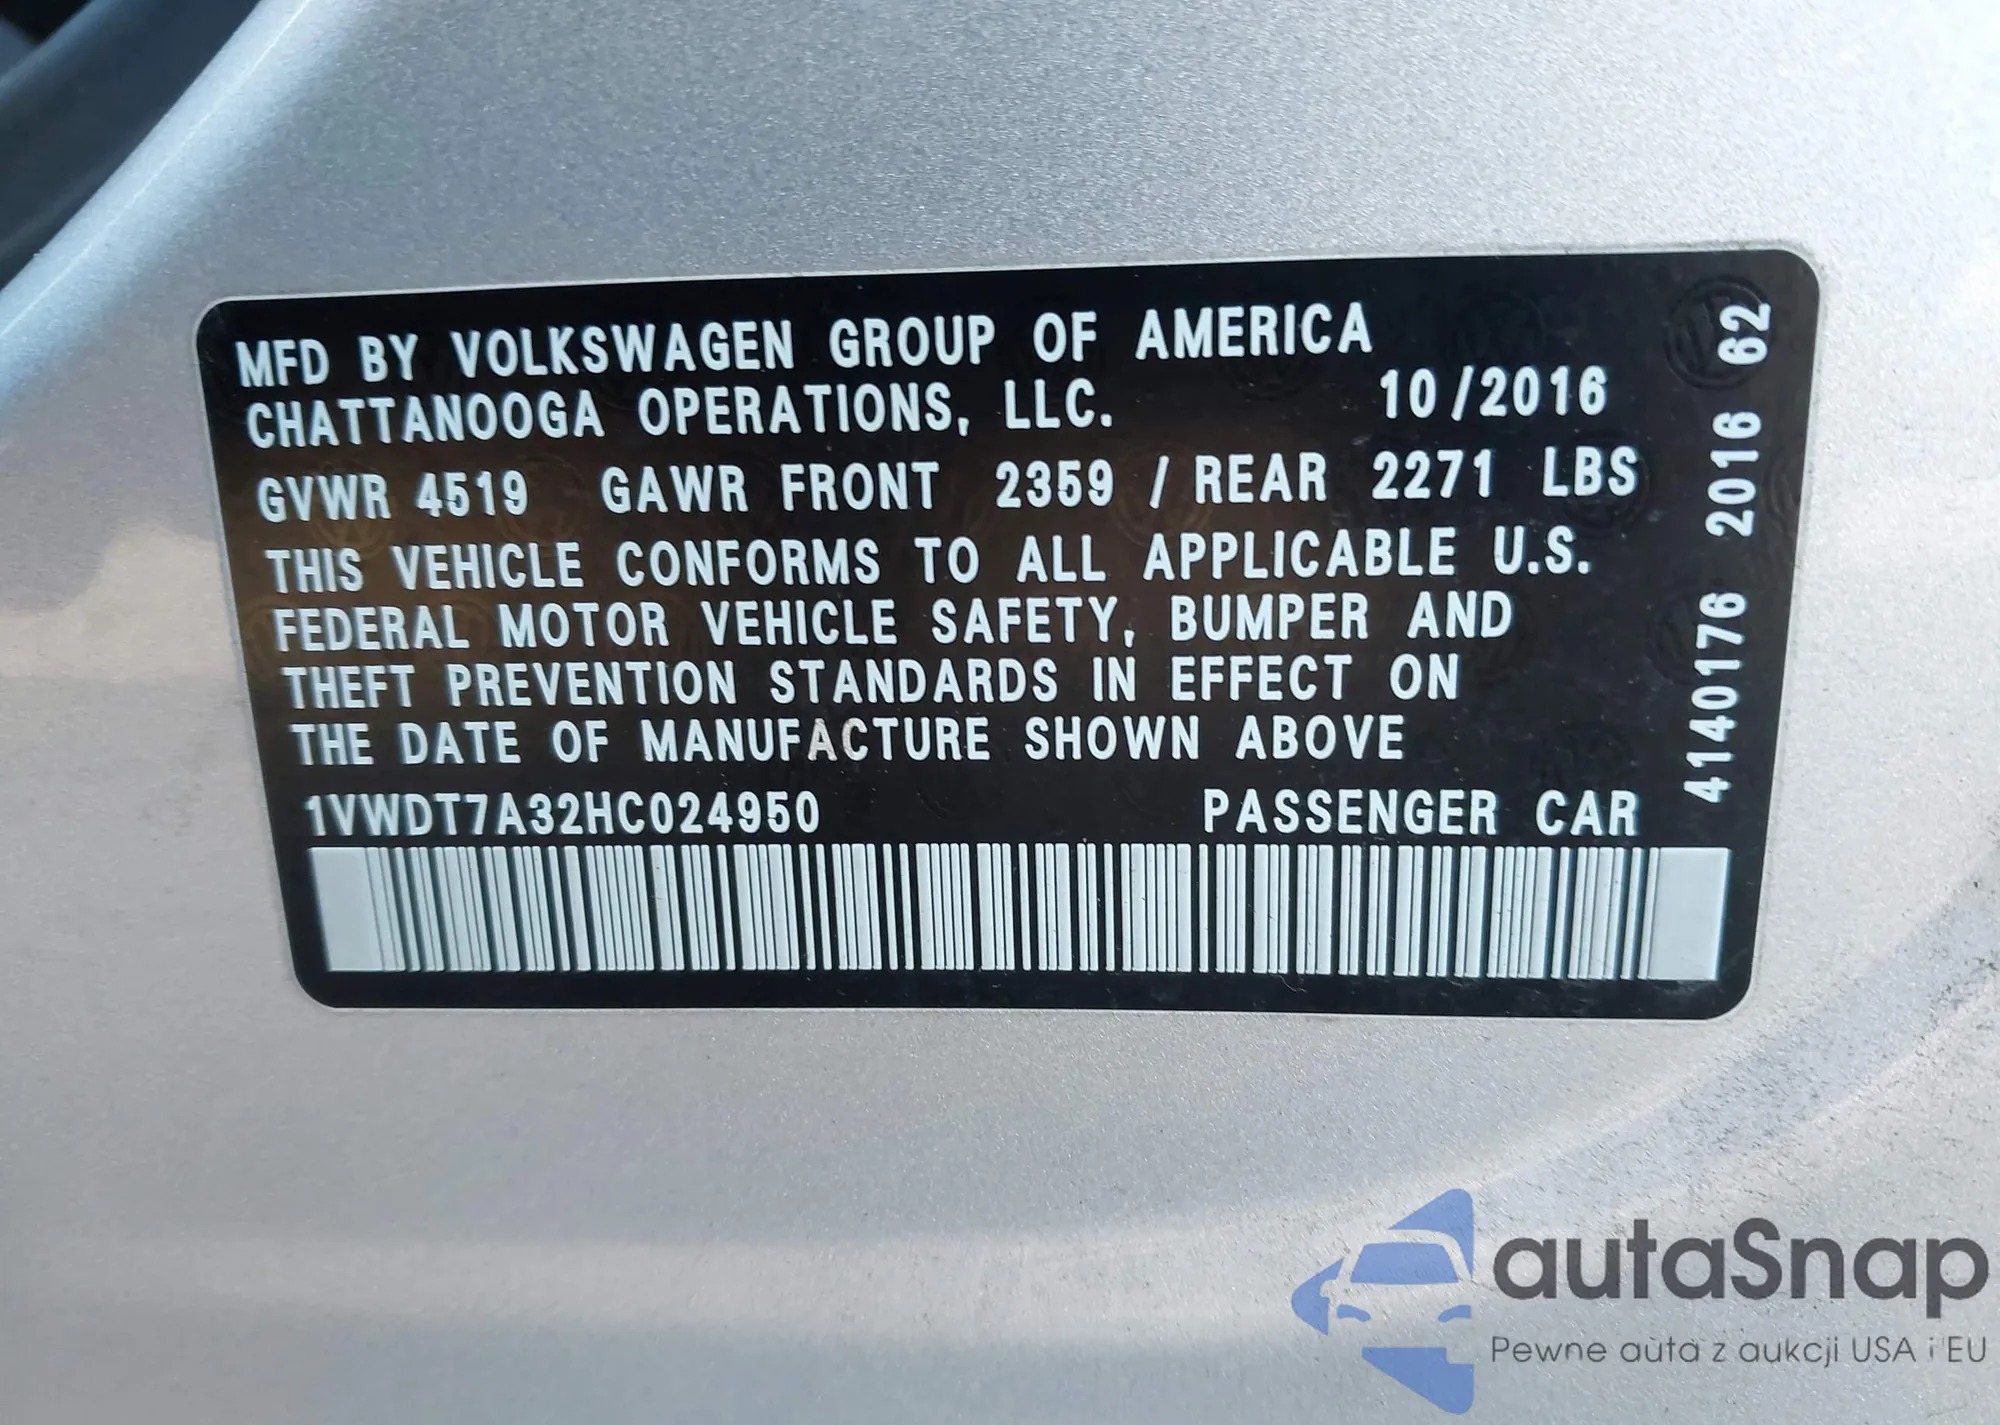 MFD BY VOLKSWAGEN GROUP OF AMERICA
CHATTANOOGA OPERATIONS, LLC. 10/2016
GVWR 4519 GAWR FRONT 2359 / REAR 2271 LBS
THIS VEHICLE CONFORMS TO ALL APPLICABLE U.S.
FEDERAL MOTOR VEHICLE SAFETY, BUMPER AND
THEFT PREVENTION STANDARDS IN EFFECT ON
THE DATE OF MANUFACTURE SHOWN ABOVE
1VWDT7A32HC024950 PASSENGER CAR
4140176 2016 62
autaSnap
Pewne auta z aukcji USA i EU